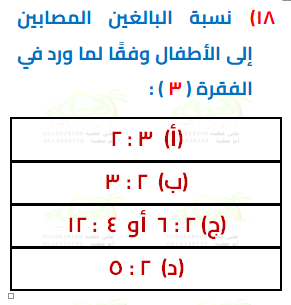 ١٨) نسبة البالغين المصابين
إلى الأطفال وفقًا لما ورد في
الفقرة ( ٣ ) :
(أ) ٣ : ٢
(ب) ٢ : ٣
(ج) ٢ : ٦ أو ٤ : ١٢
(د) ٢ : ٥